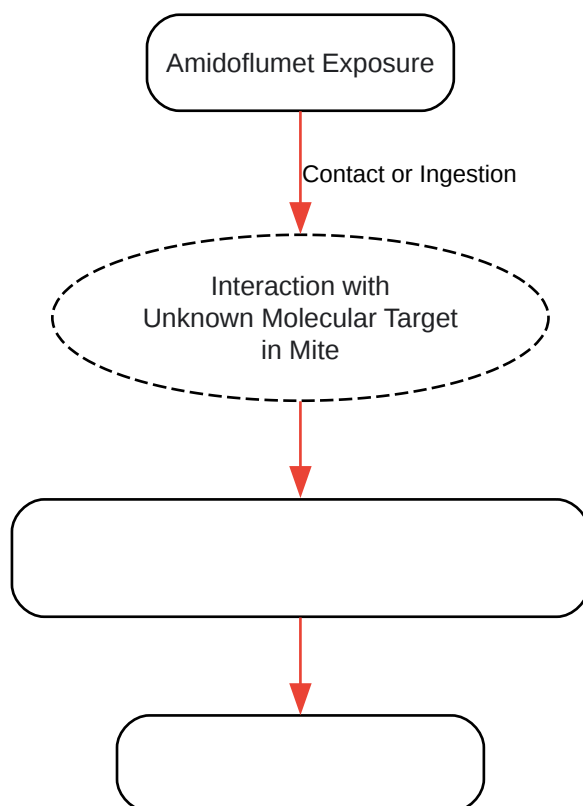 Amidoflumet Exposure
Contact or Ingestion
Interaction with
Unknown Molecular Target
in Mite